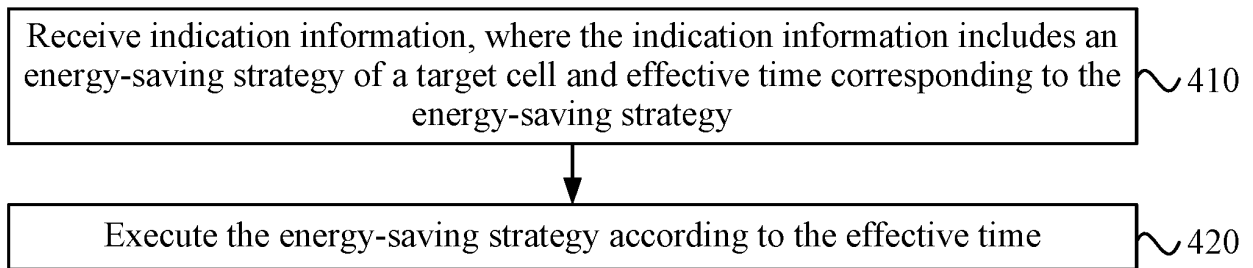 Receive indication information, where the indication information includes an
energy-saving strategy of a target cell and effective time corresponding to the
energy-saving strategy
410
Execute the energy-saving strategy according to the effective time
420